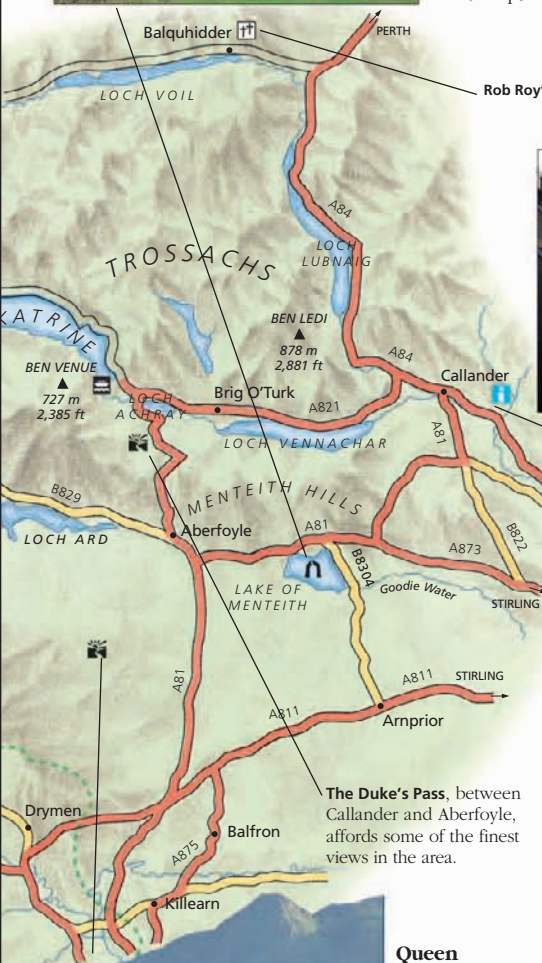 Balquhidder
PERTH
LOCH VOIL
Rob Roy'
A84
LOCH
LUBNAIG
TROSSACHS
KATRINE
BEN LEDI
878 m
2,881 ft
BEN VENUE
727 m
2,385 ft
A84
Callander
LOCH
ACHRAY
Brig O'Turk
A821
LOCH VENNACHAR
A81
B829
MENTEITH HILLS
LOCH ARD
Aberfoyle
A81
B822
A873
B8304
Goodie Water
STIRLING
LAKE OF
MENTEITH
A81
A811
STIRLING
A811
Arnprior
The Duke's Pass, between
Callander and Aberfoyle,
affords some of the finest
views in the area.
Drymen
Balfron
A875
Killearn
Queen